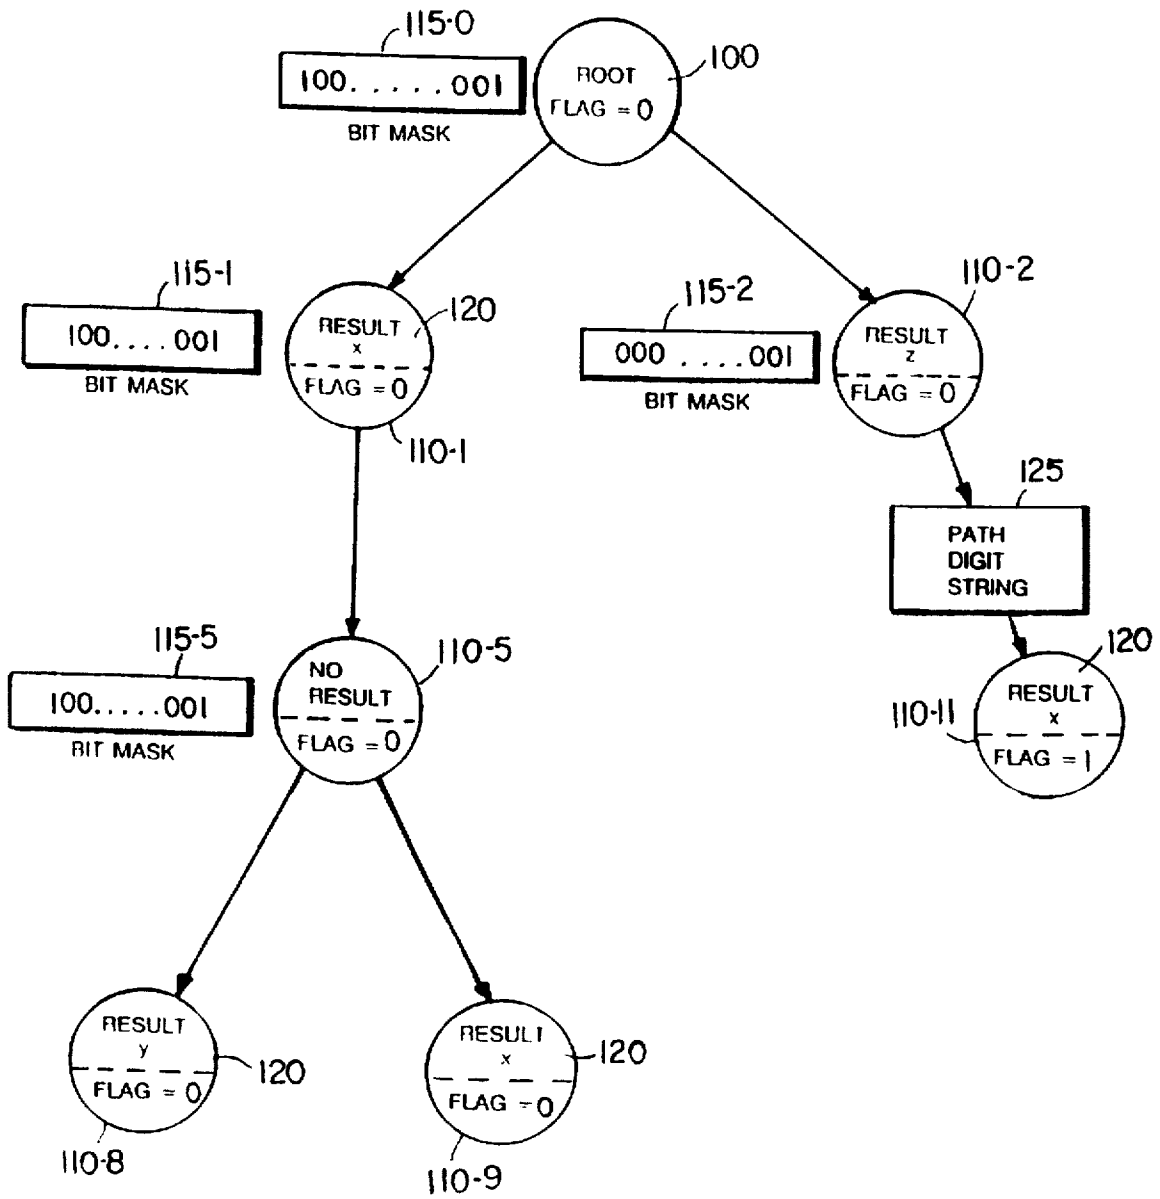 115-0
100......001
BIT MASK
ROOT
FLAG = 0
100
115-1
100....001
BIT MASK
RESULT
x
FLAG = 0
120
110-1
115-2
000 .....001
BIT MASK
RESULT
z
FLAG = 0
110-2
125
PATH
DIGIT
STRING
115-5
100.....001
BIT MASK
NO
RESULT
FLAG = 0
110-5
120
RESULT
x
FLAG = 1
110-11
RESULT
y
FLAG = 0
120
110-8
RESULT
x
FLAG = 0
120
110-9